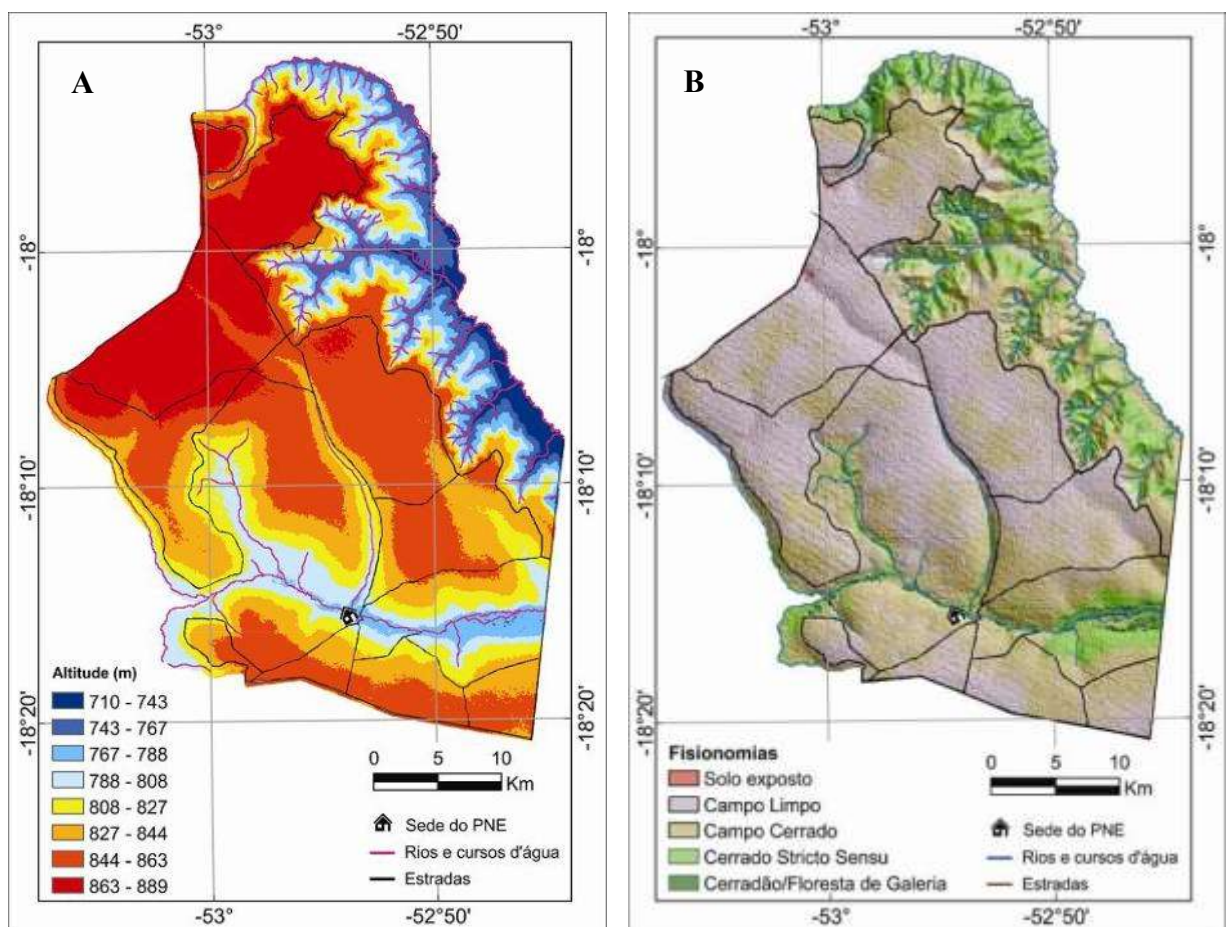 A
-53°
-52°50'
-18°
-18°
-18°10'
-18°10'
-18°20'
-18°20'
Altitude (m)
710 - 743
743 - 767
767 - 788
788 - 808
808 - 827
827 - 844
844 - 863
863 - 889
0 5 10
Km
Sede do PNE
Rios e cursos d'água
Estradas
-53°
-52°50'
B
-53°
-52°50'
-18°
-18°
-18°10'
-18°10'
-18°20'
-18°20'
Fisionomias
Solo exposto
Campo Limpo
Campo Cerrado
Cerrado Stricto Sensu
Cerradão/Floresta de Galeria
0 5 10
Km
Sede do PNE
Rios e cursos d'água
Estradas
-53°
-52°50'